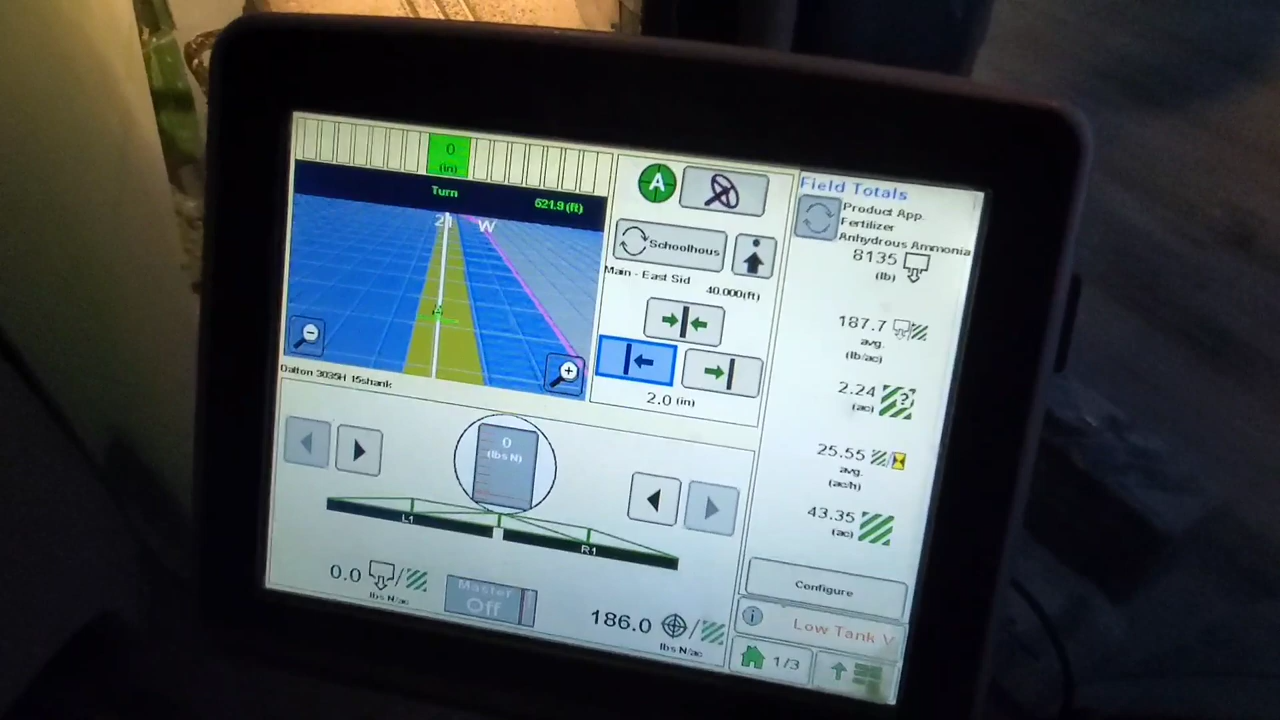 0
(in)
Turn
621.9 (ft)
21
W
A
Dalton 3035H 15shank
A
Schoolhous
Main - East Sid
40.000(ft)
2.0 (in)
Field Totals
Product App.
Fertilizer
Anhydrous Ammonia
8135
(lb)
187.7
avg.
(lb/ac)
2.24
(ac)
?
25.55
avg.
(ac/h)
43.35
(ac)
Configure
Low Tank V
1/3
0
(lbs N)
L1
R1
0.0
lbs N/ac
Master
Off
186.0
lbs N/ac